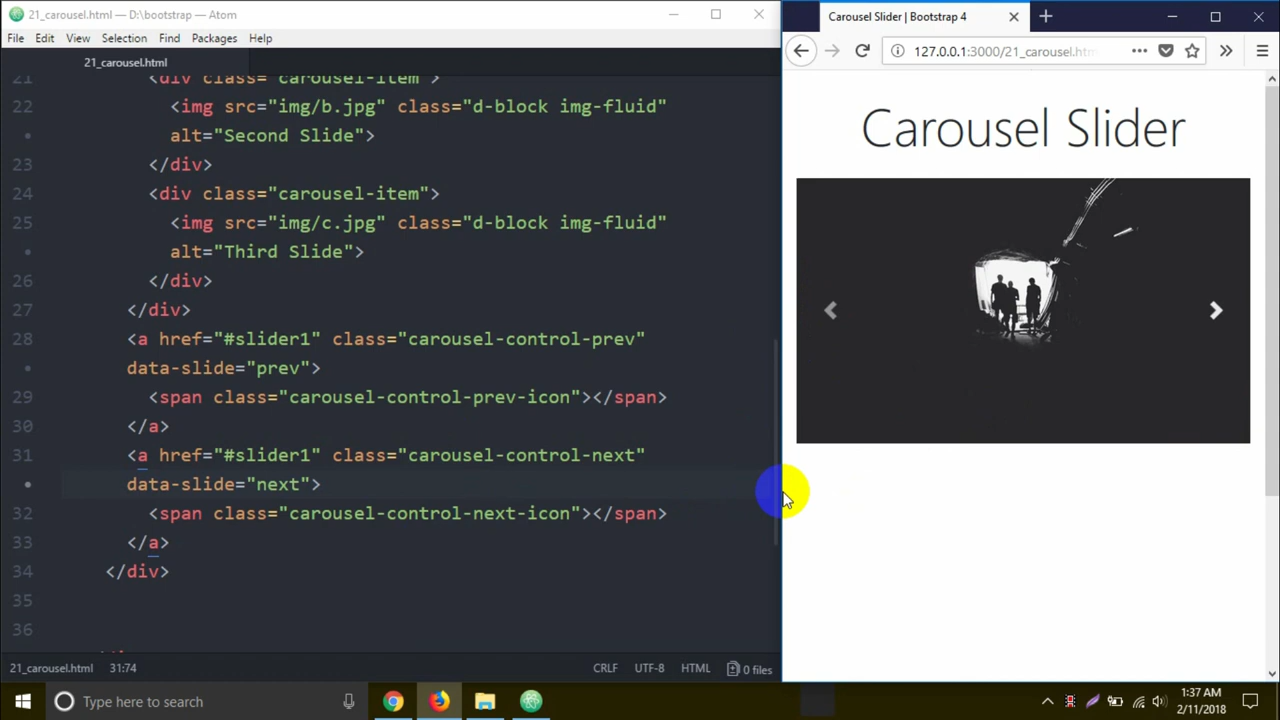 21_carousel.html — D:\bootstrap — Atom
File Edit View Selection Find Packages Help
21_carousel.html
21 <div class="carousel-item">
22 <img src="img/b.jpg" class="d-block img-fluid"
• alt="Second Slide">
23 </div>
24 <div class="carousel-item">
25 <img src="img/c.jpg" class="d-block img-fluid"
• alt="Third Slide">
26 </div>
27 </div>
28 <a href="#slider1" class="carousel-control-prev"
• data-slide="prev">
29 <span class="carousel-control-prev-icon"></span>
30 </a>
31 <a href="#slider1" class="carousel-control-next"
• data-slide="next">
32 <span class="carousel-control-next-icon"></span>
33 </a>
34 </div>
35
36
21_carousel.html 31:74 CRLF UTF-8 HTML 0 files
Carousel Slider | Bootstrap 4
127.0.0.1:3000/21_carousel.htm
Carousel Slider
Type here to search
1:37 AM
2/11/2018